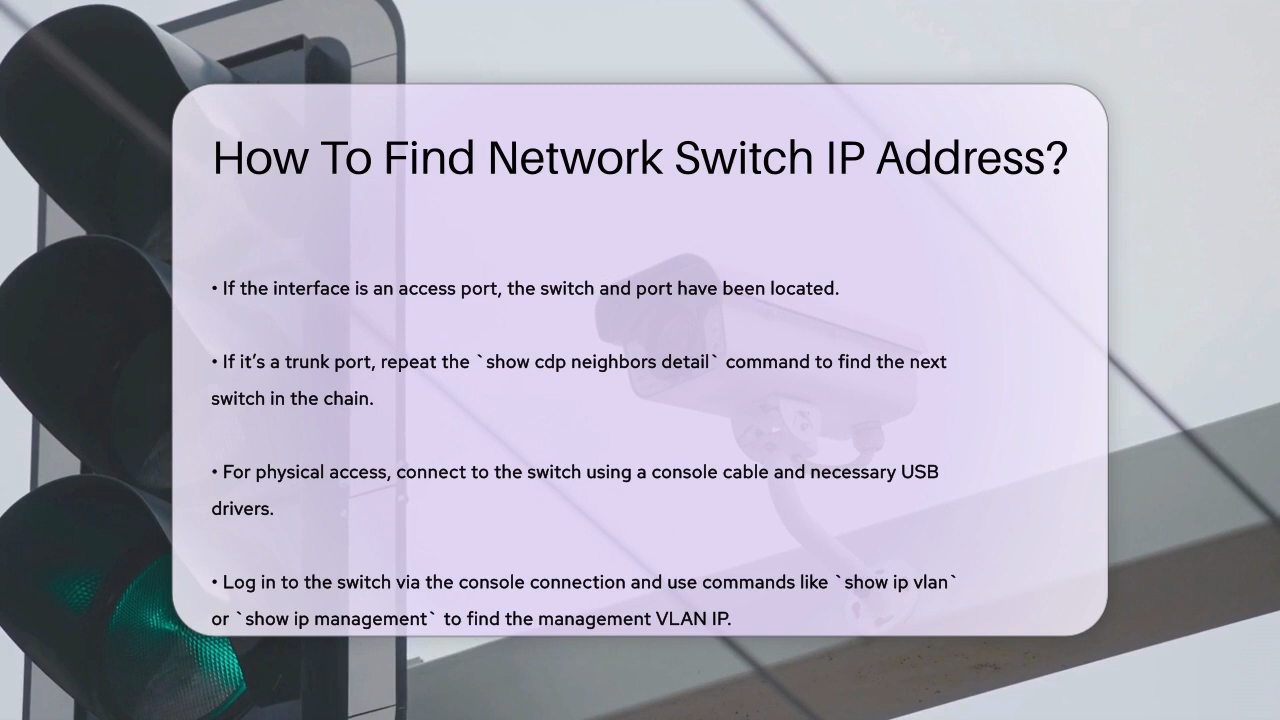 How To Find Network Switch IP Address?
• If the interface is an access port, the switch and port have been located.
• If it’s a trunk port, repeat the `show cdp neighbors detail` command to find the next
switch in the chain.
• For physical access, connect to the switch using a console cable and necessary USB
drivers.
• Log in to the switch via the console connection and use commands like `show ip vlan`
or `show ip management` to find the management VLAN IP.